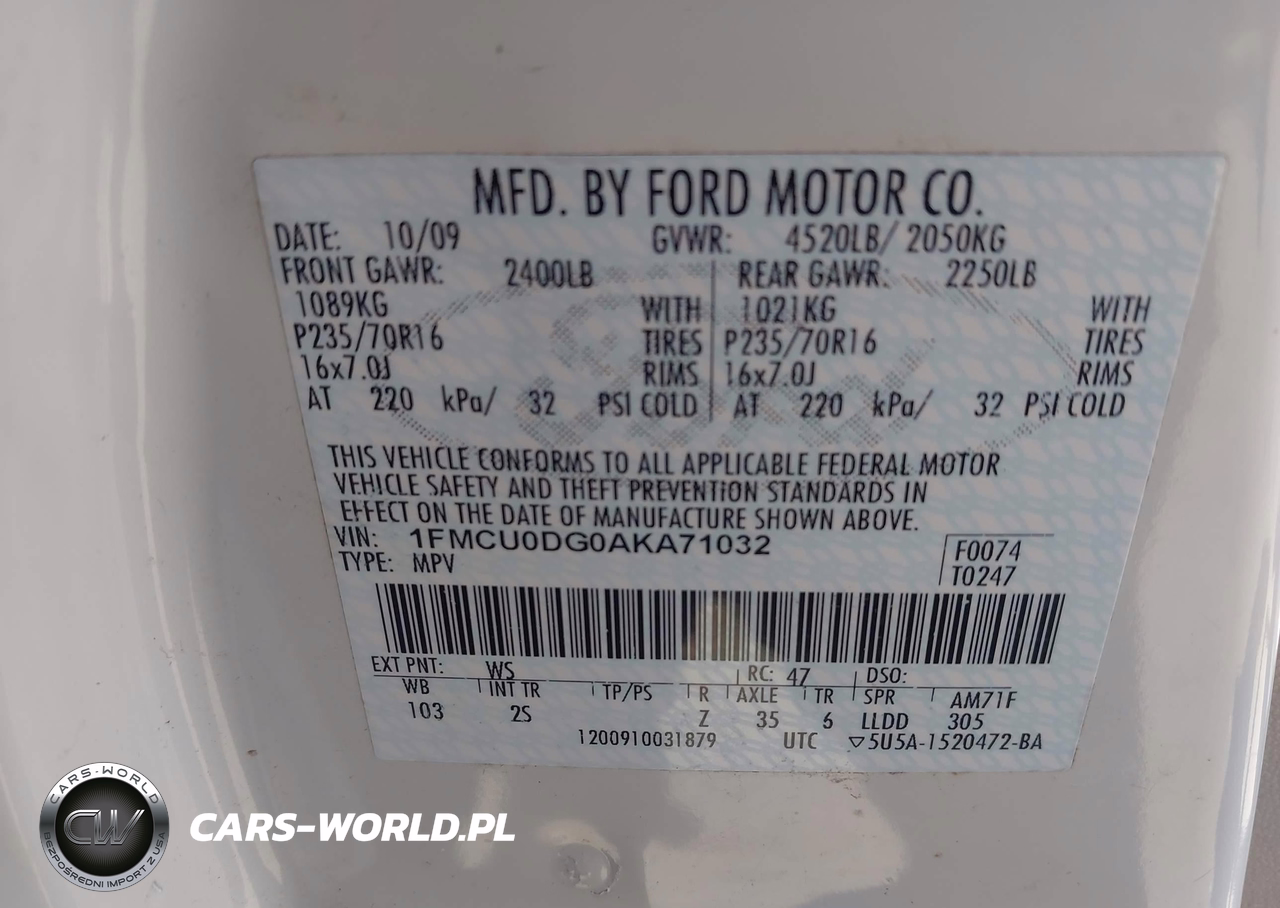 MFD. BY FORD MOTOR CO.
DATE: 10/09 GVWR: 4520LB/ 2050KG
FRONT GAWR: 2400LB REAR GAWR: 2250LB
1089KG WITH 1021KG WITH
P235/70R16 TIRES P235/70R16 TIRES
16x7.0J RIMS 16x7.0J RIMS
AT 220 kPa/ 32 PSI COLD AT 220 kPa/ 32 PSI COLD
THIS VEHICLE CONFORMS TO ALL APPLICABLE FEDERAL MOTOR
VEHICLE SAFETY AND THEFT PREVENTION STANDARDS IN
EFFECT ON THE DATE OF MANUFACTURE SHOWN ABOVE.
VIN: 1FMCU0DG0AKA71032 F0074
TYPE: MPV T0247
EXT PNT: WS RC: 47 DSO:
WB INT TR TP/PS R AXLE TR SPR AM71F
103 2S Z 35 6 LLDD 305
1200910031879 UTC ▽5U5A-1520472-BA
CARS-WORLD
CW
BEZPOŚREDNI IMPORT Z USA
CARS-WORLD.PL